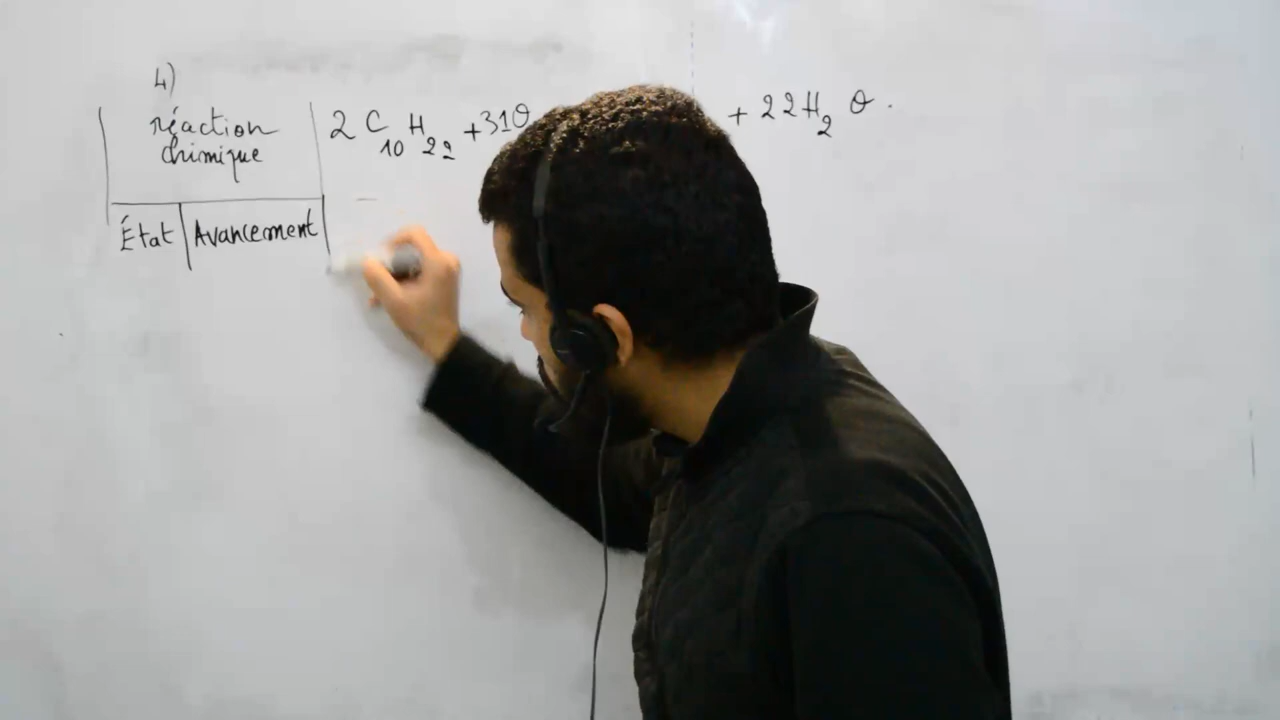 4)
réaction 2 C10H22 + 31O + 22H2O.
chimique
État Avancement